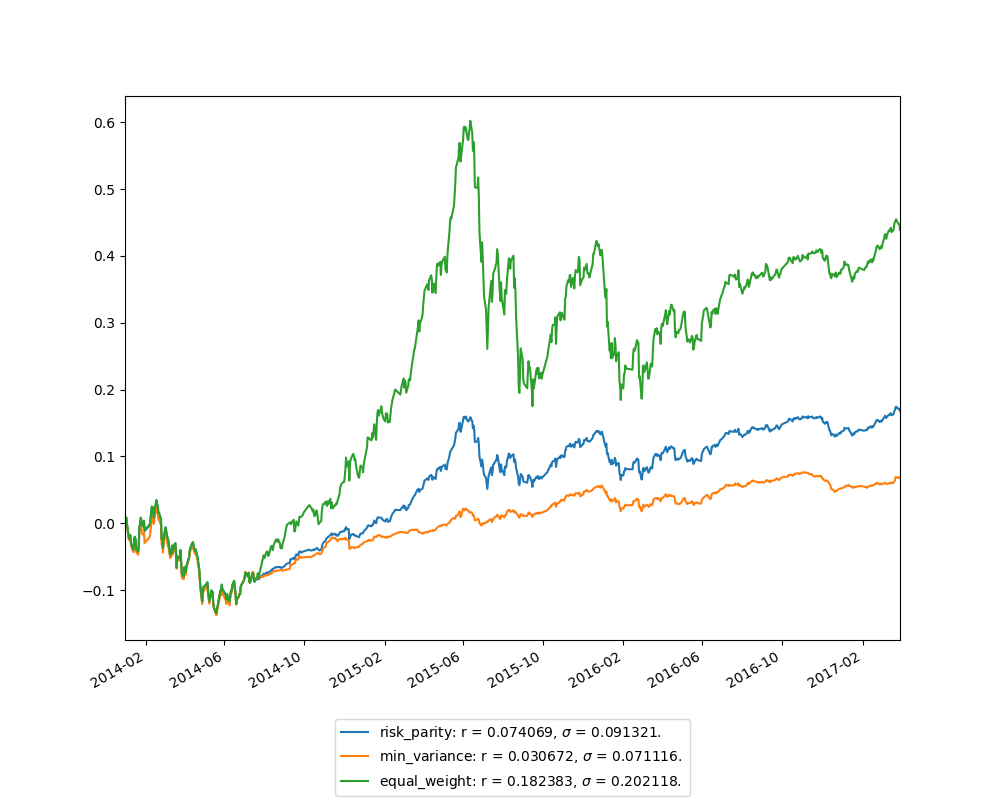 0.6
0.5
0.4
0.3
0.2
0.1
0.0
−0.1
2014-02 2014-06 2014-10 2015-02 2015-06 2015-10 2016-02 2016-06 2016-10 2017-02
risk_parity: r = 0.074069, σ = 0.091321.
min_variance: r = 0.030672, σ = 0.071116.
equal_weight: r = 0.182383, σ = 0.202118.